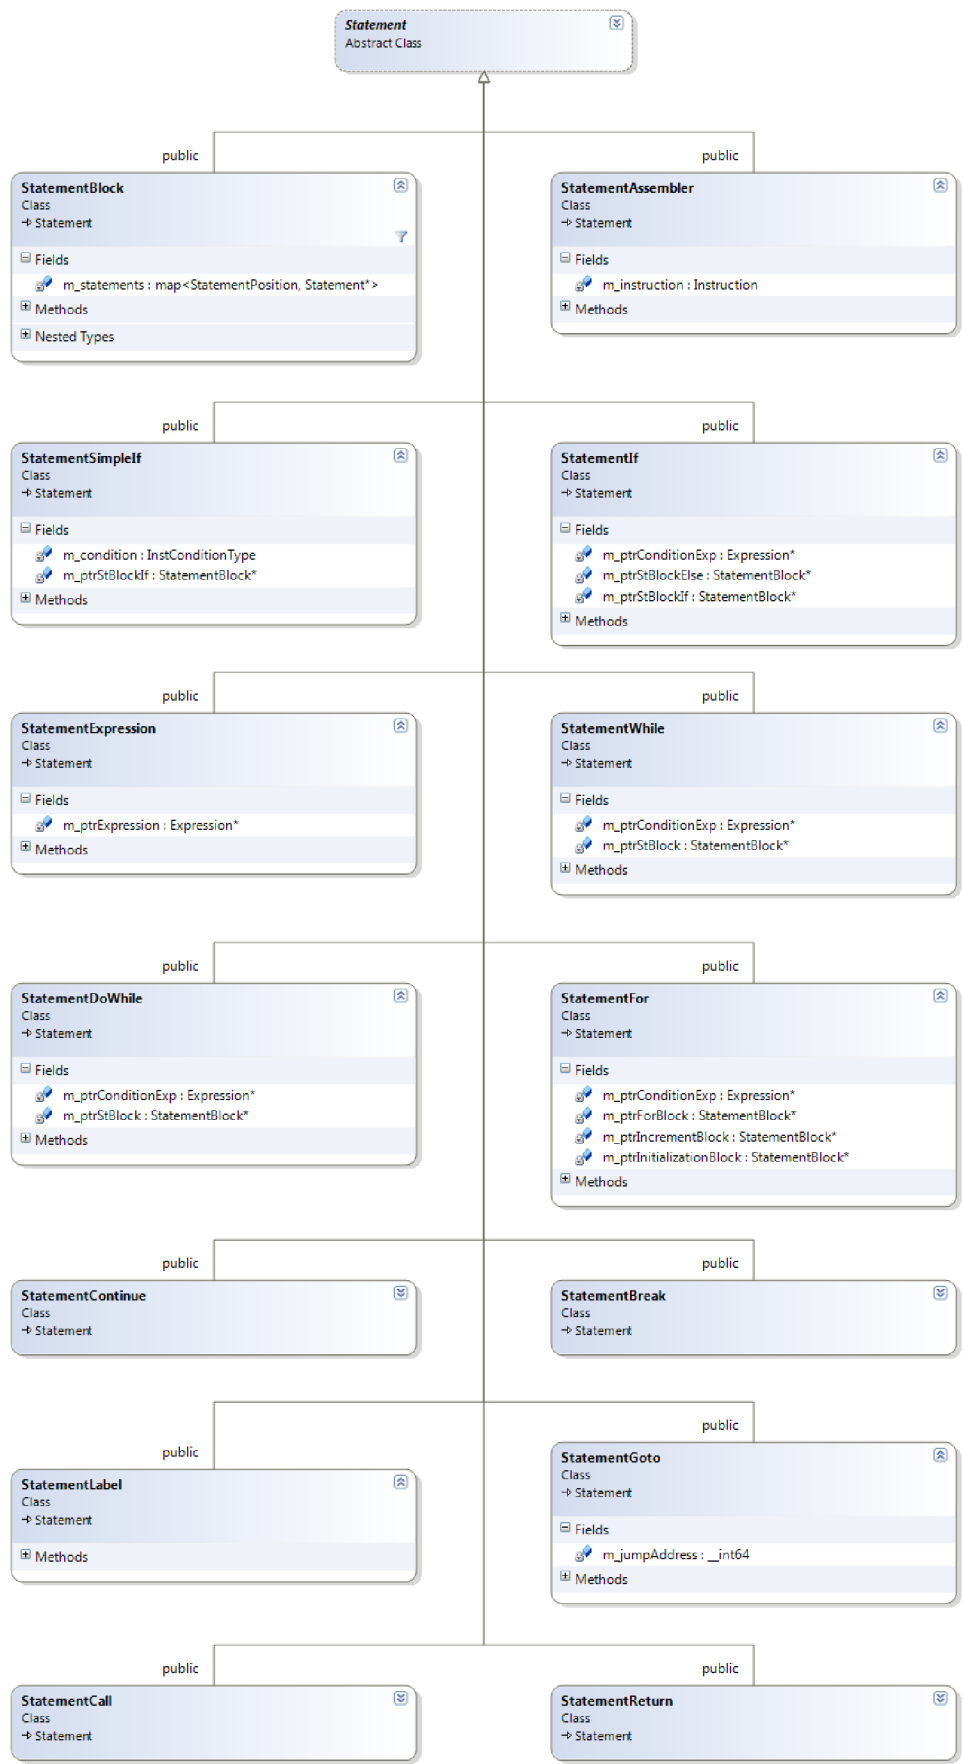 Statement
Abstract Class
public
public
StatementBlock
Class
Statement
Fields
m_statements : map<StatementPosition, Statement*>
Methods
Nested Types
StatementAssembler
Class
Statement
Fields
m_instruction : Instruction
Methods
public
public
StatementSimpleIf
Class
Statement
Fields
m_condition : InstConditionType
m_ptrStBlockIf : StatementBlock*
Methods
StatementIf
Class
Statement
Fields
m_ptrConditionExp : Expression*
m_ptrStBlockElse : StatementBlock*
m_ptrStBlockIf : StatementBlock*
Methods
public
public
StatementExpression
Class
Statement
Fields
m_ptrExpression : Expression*
Methods
StatementWhile
Class
Statement
Fields
m_ptrConditionExp : Expression*
m_ptrStBlock : StatementBlock*
Methods
public
public
StatementDoWhile
Class
Statement
Fields
m_ptrConditionExp : Expression*
m_ptrStBlock : StatementBlock*
Methods
StatementFor
Class
Statement
Fields
m_ptrConditionExp : Expression*
m_ptrForBlock : StatementBlock*
m_ptrIncrementBlock : StatementBlock*
m_ptrInitializationBlock : StatementBlock*
Methods
public
public
StatementContinue
Class
Statement
StatementBreak
Class
Statement
public
public
StatementLabel
Class
Statement
Methods
StatementGoto
Class
Statement
Fields
m_jumpAddress : __int64
Methods
public
public
StatementCall
Class
Statement
StatementReturn
Class
Statement